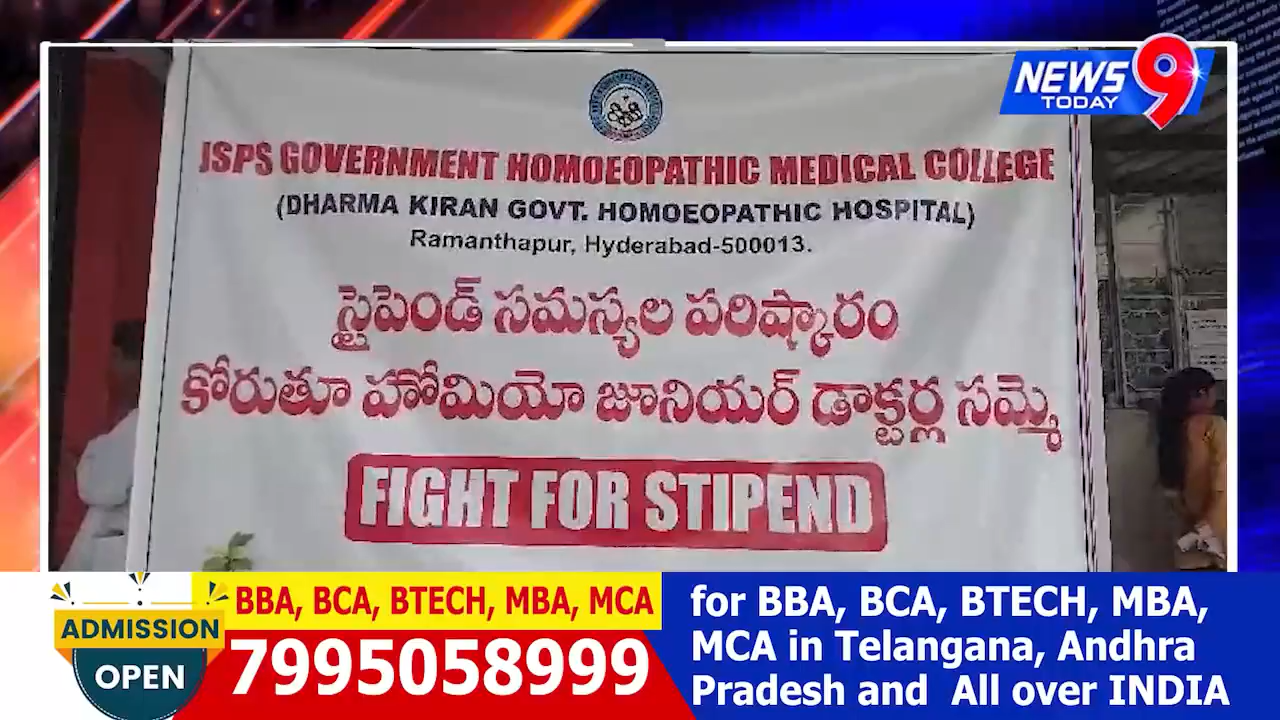 NEWS 9
TODAY
JSPS GOVERNMENT HOMOEOPATHIC MEDICAL COLLEGE
(DHARMA KIRAN GOVT. HOMOEOPATHIC HOSPITAL)
Ramanthapur, Hyderabad-500013.
స్టైపెండ్ సమస్యల పరిష్కారం
కోరుతూ హోమియో జూనియర్ డాక్టర్ల సమ్మె
FIGHT FOR STIPEND
ADMISSION
OPEN
BBA, BCA, BTECH, MBA, MCA
7995058999
for BBA, BCA, BTECH, MBA,
MCA in Telangana, Andhra
Pradesh and All over INDIA